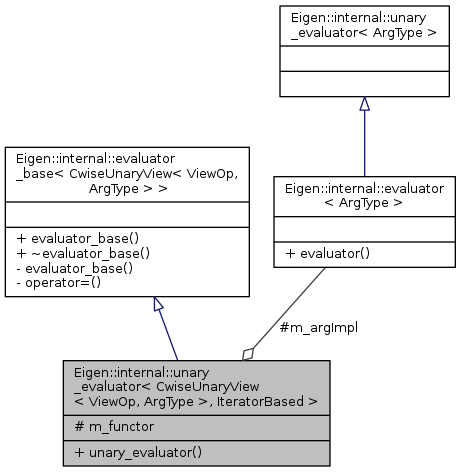 Eigen::internal::unary
_evaluator< ArgType >
Eigen::internal::evaluator
_base< CwiseUnaryView< ViewOp,
ArgType > >
+ evaluator_base()
+ ~evaluator_base()
- evaluator_base()
- operator=()
Eigen::internal::evaluator
< ArgType >
+ evaluator()
#m_argImpl
Eigen::internal::unary
_evaluator< CwiseUnaryView
< ViewOp, ArgType >, IteratorBased >
# m_functor
+ unary_evaluator()